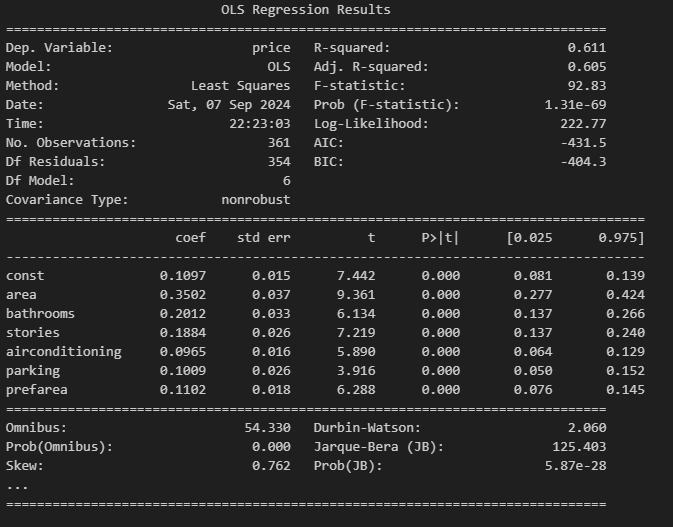 OLS Regression Results
==============================================================================
Dep. Variable: price R-squared: 0.611
Model: OLS Adj. R-squared: 0.605
Method: Least Squares F-statistic: 92.83
Date: Sat, 07 Sep 2024 Prob (F-statistic): 1.31e-69
Time: 22:23:03 Log-Likelihood: 222.77
No. Observations: 361 AIC: -431.5
Df Residuals: 354 BIC: -404.3
Df Model: 6
Covariance Type: nonrobust
===================================================================================
coef std err t P>|t| [0.025 0.975]
-----------------------------------------------------------------------------------
const 0.1097 0.015 7.442 0.000 0.081 0.139
area 0.3502 0.037 9.361 0.000 0.277 0.424
bathrooms 0.2012 0.033 6.134 0.000 0.137 0.266
stories 0.1884 0.026 7.219 0.000 0.137 0.240
airconditioning 0.0965 0.016 5.890 0.000 0.064 0.129
parking 0.1009 0.026 3.916 0.000 0.050 0.152
prefarea 0.1102 0.018 6.288 0.000 0.076 0.145
==============================================================================
Omnibus: 54.330 Durbin-Watson: 2.060
Prob(Omnibus): 0.000 Jarque-Bera (JB): 125.403
Skew: 0.762 Prob(JB): 5.87e-28
...
==============================================================================